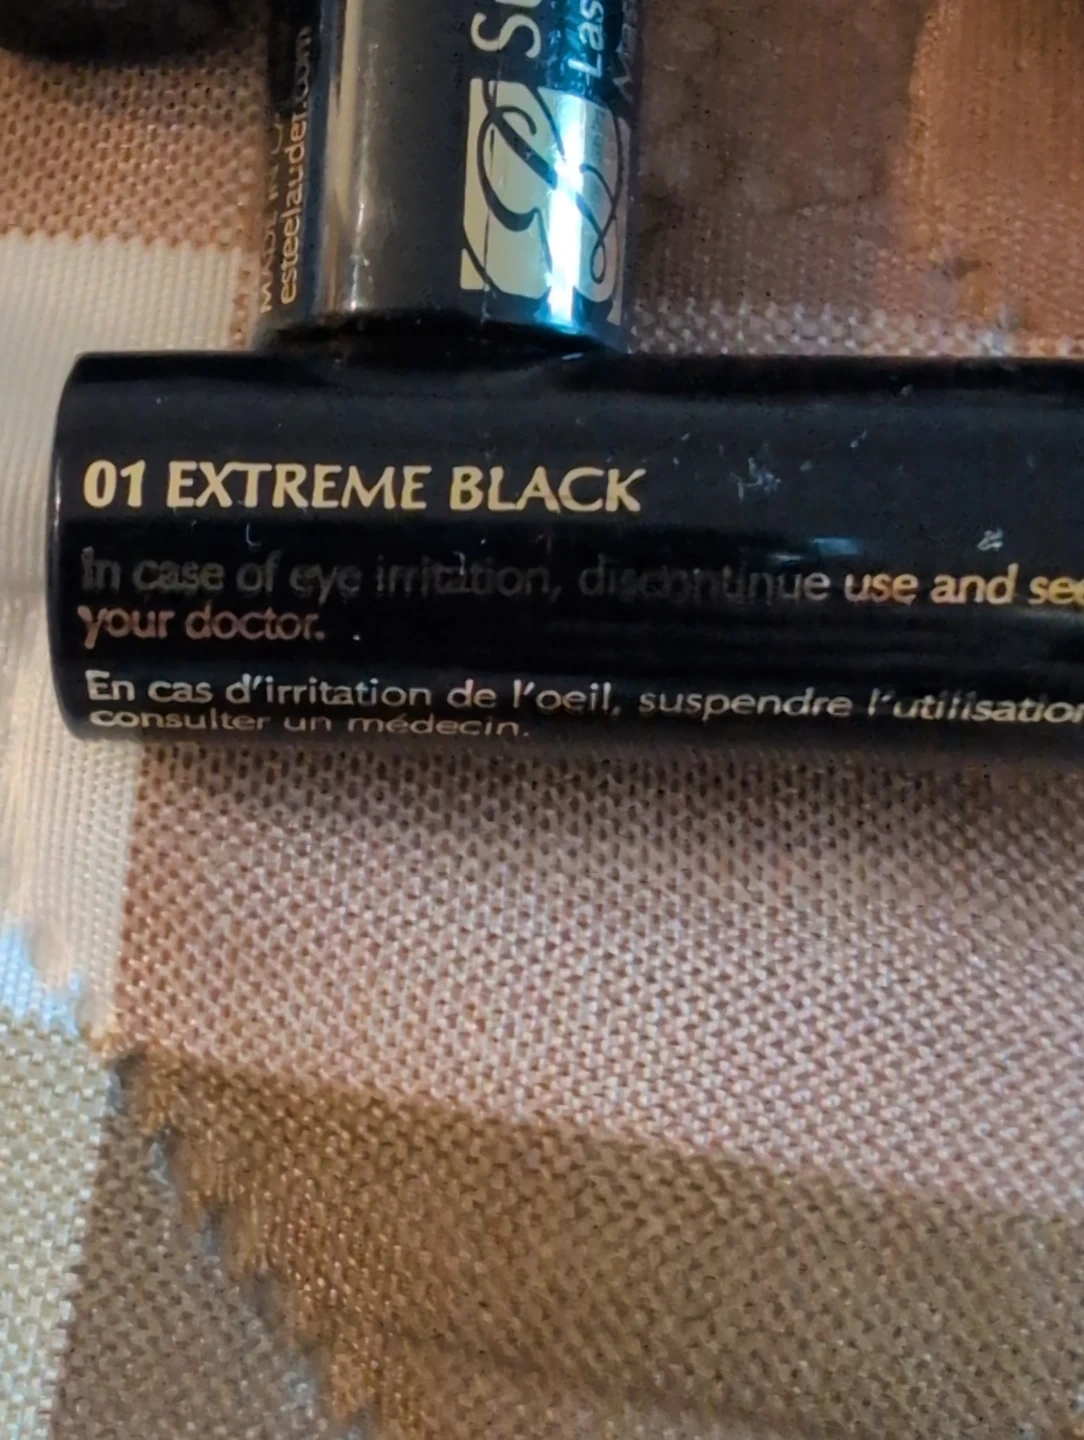 esteelauder.com
01 EXTREME BLACK
In case of eye irritation, discontinue use and see
your doctor.
En cas d'irritation de l'oeil, suspendre l'utilisation
consulter un médecin.